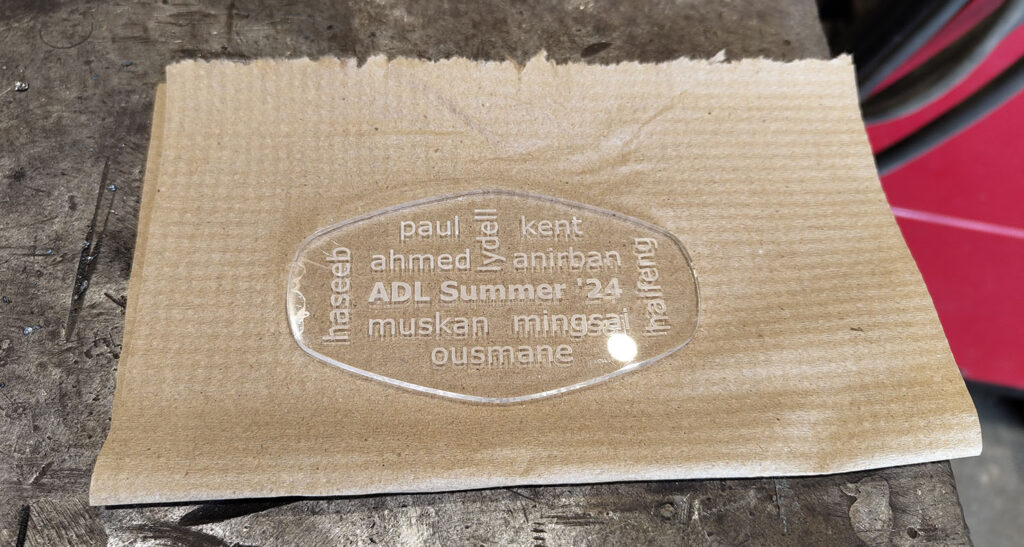 paul
lydell
kent
haseeb
ahmed
anirban
haifeng
ADL Summer '24
muskan
mingsai
ousmane